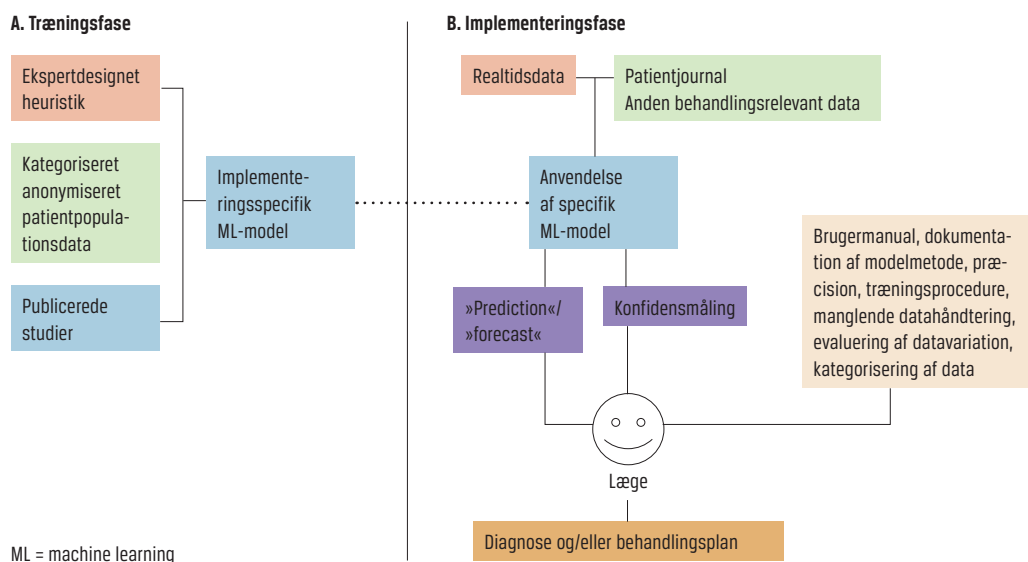 A. Træningsfase
Ekspertdesignet
heuristik
Kategoriseret
anonymiseret
patientpopula-
tionsdata
Publicerede
studier
Implemente-
ringsspecifik
ML-model
ML = machine learning
B. Implementeringsfase
Realtidsdata
Patientjournal
Anden behandlingsrelevant data
Anvendelse
af specifik
ML-model
»Prediction«/
»forecast«
Konfidensmåling
Brugermanual, dokumenta-
tion af modelmetode, præ-
cision, træningsprocedure,
manglende datahåndtering,
evaluering af datavariation,
kategorisering af data
Læge
Diagnose og/eller behandlingsplan